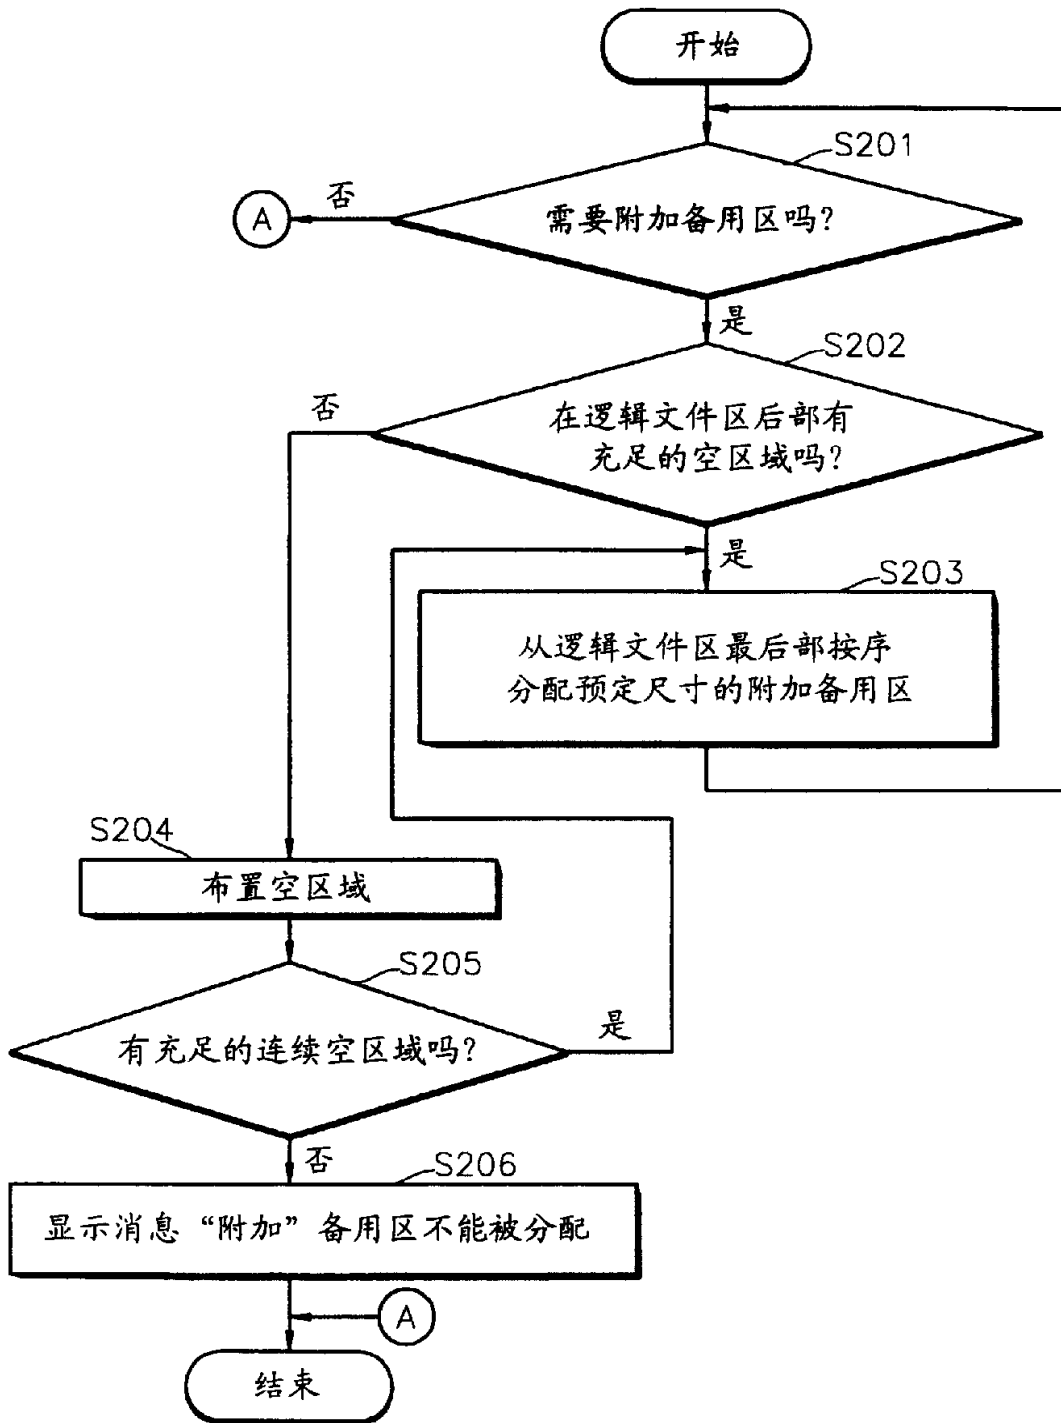 开始
S201
否
A
需要附加备用区吗?
是
S202
否
在逻辑文件区后部有
充足的空区域吗?
是
S203
从逻辑文件区最后部按序
分配预定尺寸的附加备用区
S204
布置空区域
S205
有充足的连续空区域吗?
是
否
S206
显示消息“附加”备用区不能被分配
A
结束